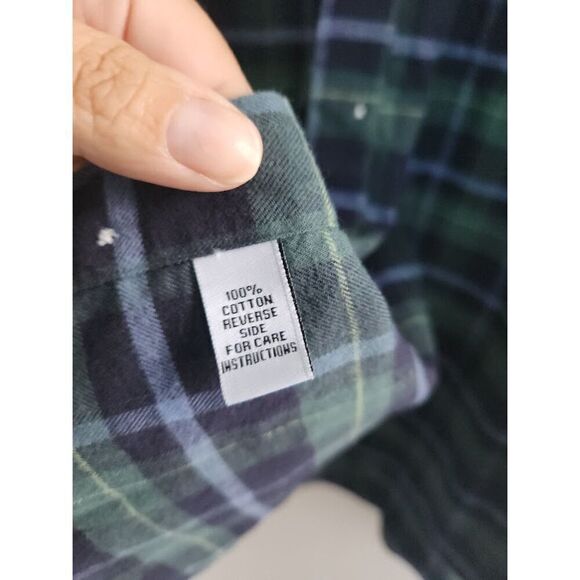 100%
COTTON
REVERSE
SIDE
FOR CARE
INSTRUCTIONS